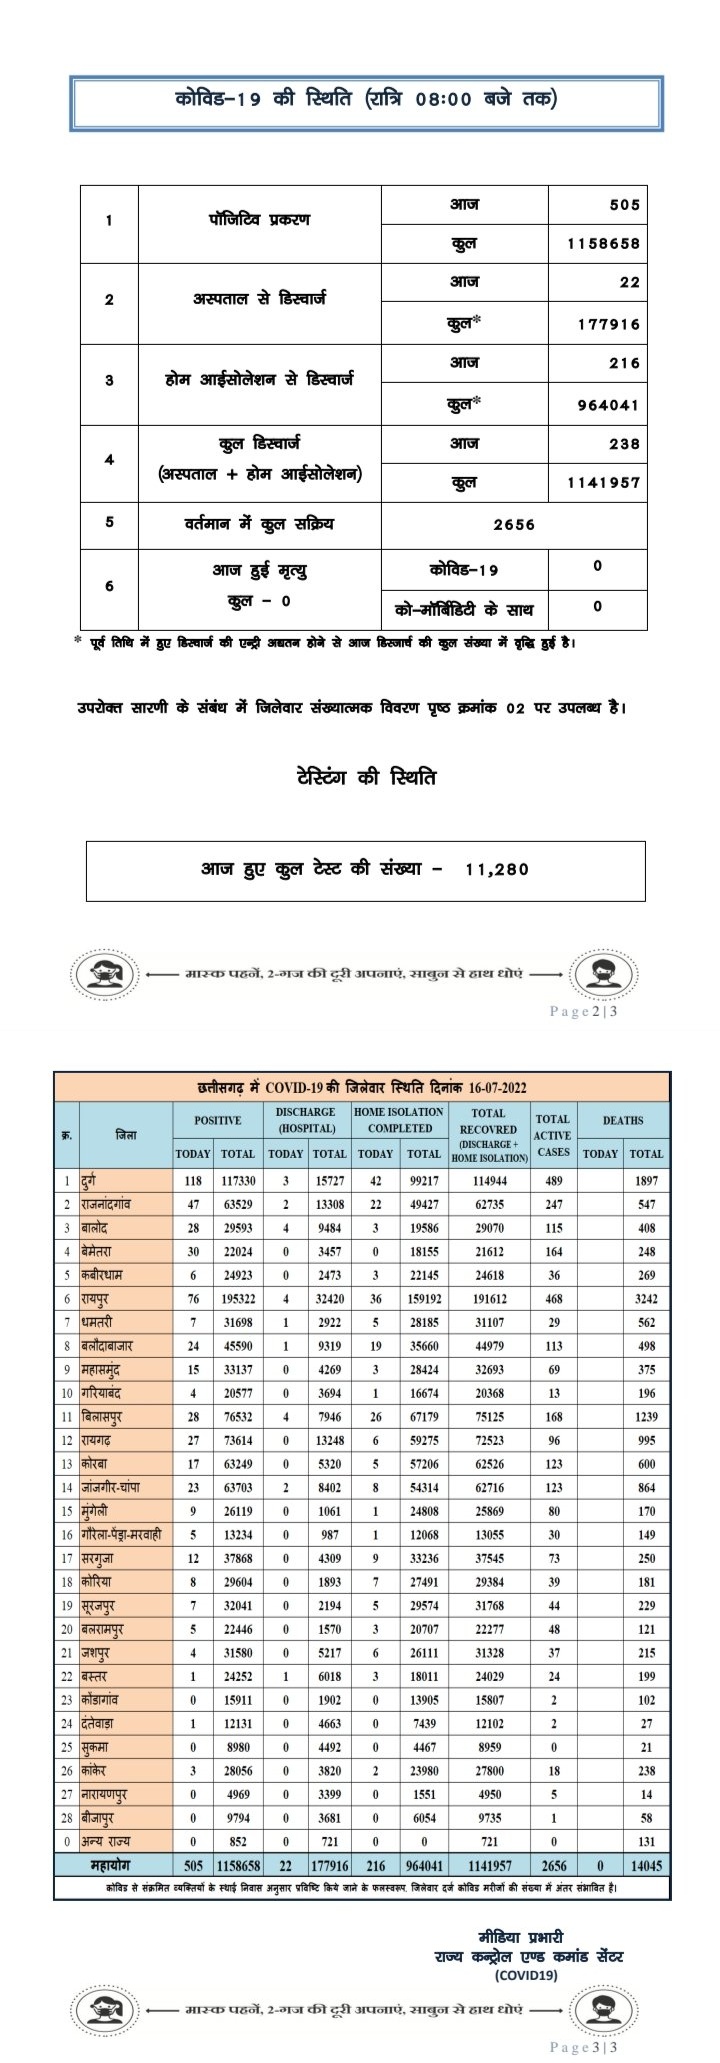 कोविड–19 की स्थिति (रात्रि 08:00 बजे तक)
1 पॉजिटिव प्रकरण आज 505
कुल 1158658
2 अस्पताल से डिस्चार्ज आज 22
कुल* 177916
3 होम आईसोलेशन से डिस्चार्ज आज 216
कुल* 964041
4 कुल डिस्चार्ज (अस्पताल + होम आईसोलेशन) आज 238
कुल 1141957
5 वर्तमान में कुल सक्रिय 2656
6 आज हुई मृत्यु कुल – 0 कोविड–19 0
को–मॉर्बिडिटी के साथ 0
* पूर्व तिथि में हुए डिस्चार्ज की एन्ट्री अद्यतन होने से आज डिस्जार्च की कुल संख्या में वृद्धि हुई है।
उपरोक्त सारणी के संबंध में जिलेवार संख्यात्मक विवरण पृष्ठ क्रमांक 02 पर उपलब्ध है।
टेस्टिंग की स्थिति
आज हुए कुल टेस्ट की संख्या – 11,280
मास्क पहनें, 2-गज की दूरी अपनाएं, साबुन से हाथ धोएं
Page 2|3
छत्तीसगढ़ में COVID-19 की जिलेवार स्थिति दिनांक 16-07-2022
क्र. जिला POSITIVE DISCHARGE (HOSPITAL) HOME ISOLATION COMPLETED TOTAL RECOVRED (DISCHARGE + HOME ISOLATION) TOTAL ACTIVE CASES DEATHS
TODAY TOTAL TODAY TOTAL TODAY TOTAL TODAY TOTAL
1 दुर्ग 118 117330 3 15727 42 99217 114944 489 1897
2 राजनांदगांव 47 63529 2 13308 22 49427 62735 247 547
3 बालोद 28 29593 4 9484 3 19586 29070 115 408
4 बेमेतरा 30 22024 0 3457 0 18155 21612 164 248
5 कबीरधाम 6 24923 0 2473 3 22145 24618 36 269
6 रायपुर 76 195322 4 32420 36 159192 191612 468 3242
7 धमतरी 7 31698 1 2922 5 28185 31107 29 562
8 बलौदाबाजार 24 45590 1 9319 19 35660 44979 113 498
9 महासमुंद 15 33137 0 4269 3 28424 32693 69 375
10 गरियाबंद 4 20577 0 3694 1 16674 20368 13 196
11 बिलासपुर 28 76532 4 7946 26 67179 75125 168 1239
12 रायगढ़ 27 73614 0 13248 6 59275 72523 96 995
13 कोरबा 17 63249 0 5320 5 57206 62526 123 600
14 जांजगीर-चांपा 23 63703 2 8402 8 54314 62716 123 864
15 मुंगेली 9 26119 0 1061 1 24808 25869 80 170
16 गौरेला-पेंड्रा-मरवाही 5 13234 0 987 1 12068 13055 30 149
17 सरगुजा 12 37868 0 4309 9 33236 37545 73 250
18 कोरिया 8 29604 0 1893 7 27491 29384 39 181
19 सूरजपुर 7 32041 0 2194 5 29574 31768 44 229
20 बलरामपुर 5 22446 0 1570 3 20707 22277 48 121
21 जशपुर 4 31580 0 5217 6 26111 31328 37 215
22 बस्तर 1 24252 1 6018 3 18011 24029 24 199
23 कोंडागांव 0 15911 0 1902 0 13905 15807 2 102
24 दंतेवाड़ा 1 12131 0 4663 0 7439 12102 2 27
25 सुकमा 0 8980 0 4492 0 4467 8959 0 21
26 कांकेर 3 28056 0 3820 2 23980 27800 18 238
27 नारायणपुर 0 4969 0 3399 0 1551 4950 5 14
28 बीजापुर 0 9794 0 3681 0 6054 9735 1 58
0 अन्य राज्य 0 852 0 721 0 0 721 0 131
महायोग 505 1158658 22 177916 216 964041 1141957 2656 0 14045
कोविड से संक्रमित व्यक्तियों के स्थाई निवास अनुसार प्रविष्टि किये जाने के फलस्वरूप, जिलेवार दर्ज कोविड मरीजों की संख्या में अंतर संभावित है।
मीडिया प्रभारी
राज्य कन्ट्रोल एण्ड कमांड सेंटर
(COVID19)
मास्क पहनें, 2-गज की दूरी अपनाएं, साबुन से हाथ धोएं
Page 3|3